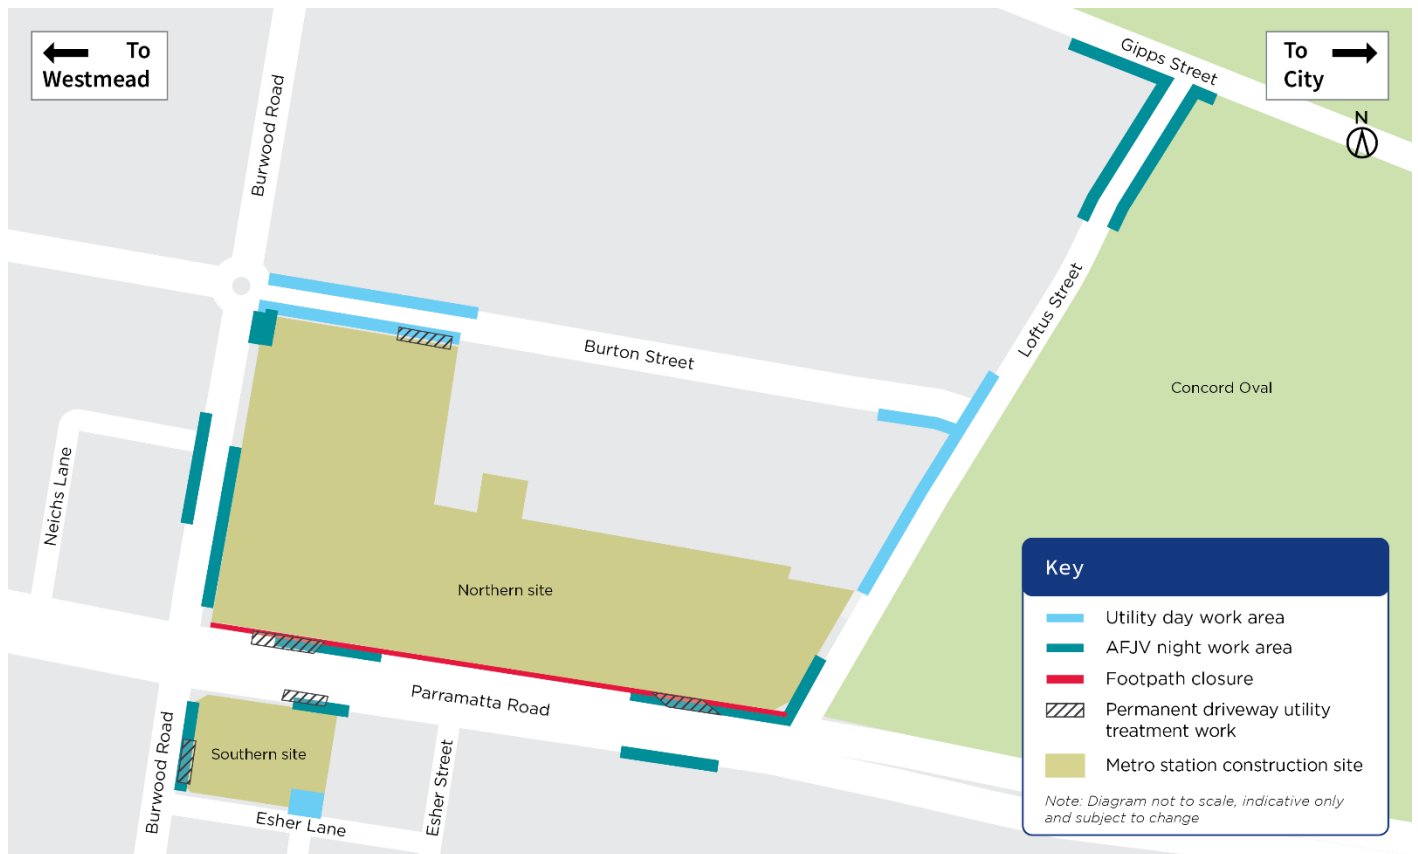 To
Westmead
To
City
N
Gipps Street
Burwood Road
Loftus Street
Burton Street
Concord Oval
Neichs Lane
Northern site
Parramatta Road
Burwood Road
Southern site
Esher Street
Esher Lane
Key
Utility day work area
AFJV night work area
Footpath closure
Permanent driveway utility
treatment work
Metro station construction site
Note: Diagram not to scale, indicative only
and subject to change